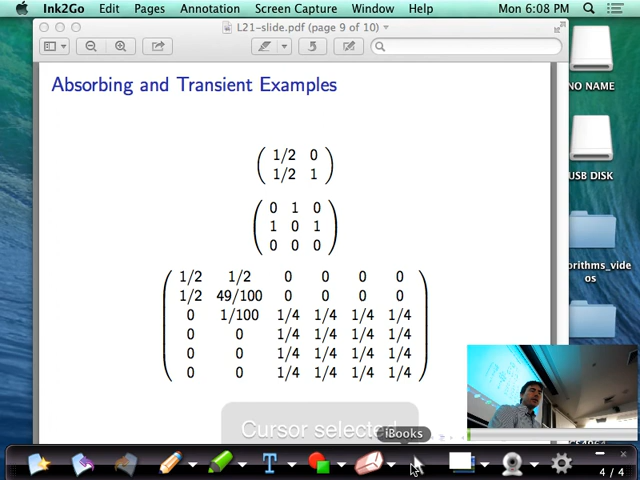 Ink2Go Edit Pages Annotation Screen Capture Window Help Mon 6:08 PM
L21-slide.pdf (page 9 of 10)
NO NAME
USB DISK
Absorbing and Transient Examples
1/2 0
1/2 1
0 1 0
1 0 1
0 0 0
1/2 1/2 0 0 0 0
1/2 49/100 0 0 0 0
0 1/100 1/4 1/4 1/4 1/4
0 0 1/4 1/4 1/4 1/4
0 0 1/4 1/4 1/4 1/4
0 0 1/4 1/4 1/4 1/4
orithms_vide
os
Cursor selected
iBooks
T
4 / 4